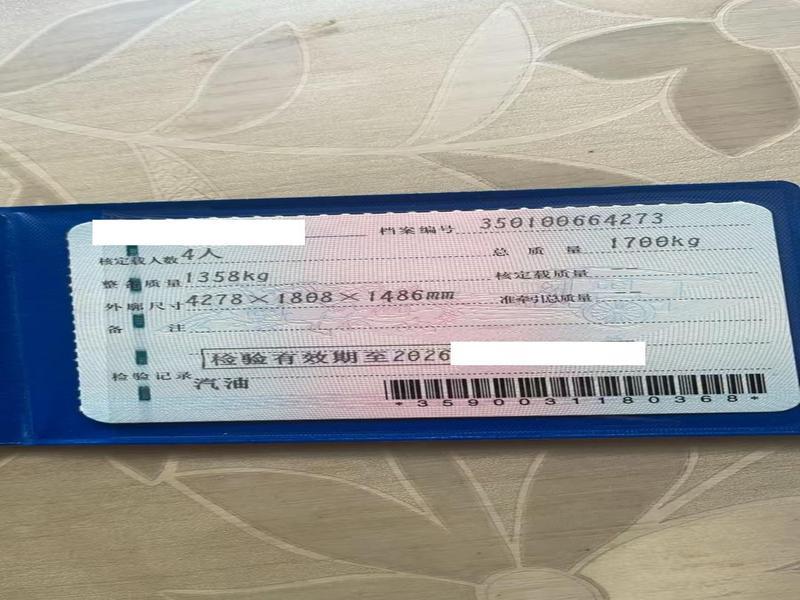 档案编号 350100664273
核定载人数 4人 总质量 1700kg
整备质量 1358kg 核定载质量 --
外廓尺寸 4278×1808×1486mm 准牵引总质量 --
备注
检验有效期至2026
检验记录 汽油
*3590031180368*